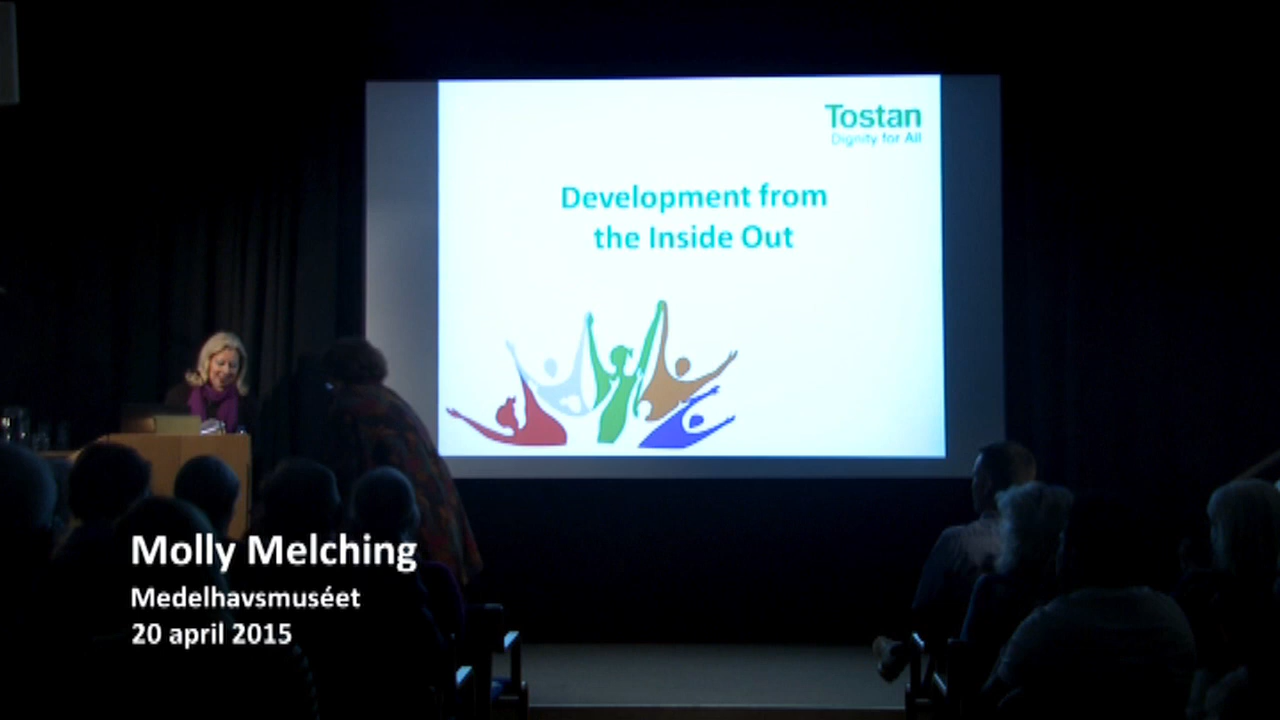 Tostan
Dignity for All
Development from
the Inside Out
Molly Melching
Medelhavsmuséet
20 april 2015